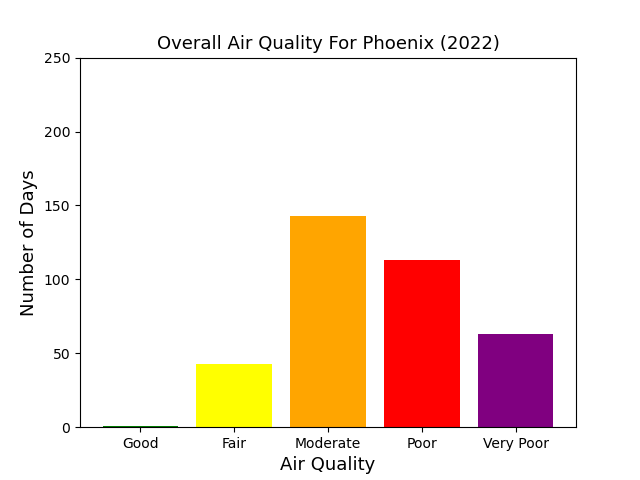 Overall Air Quality For Phoenix (2022)
250
200
150
100
50
0
Number of Days
Good Fair Moderate Poor Very Poor
Air Quality